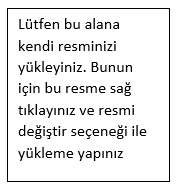 Lütfen bu alana
kendi resminizi
yükleyiniz. Bunun
için bu resme sağ
tıklayınız ve resmi
değiştir seçeneği ile
yükleme yapınız